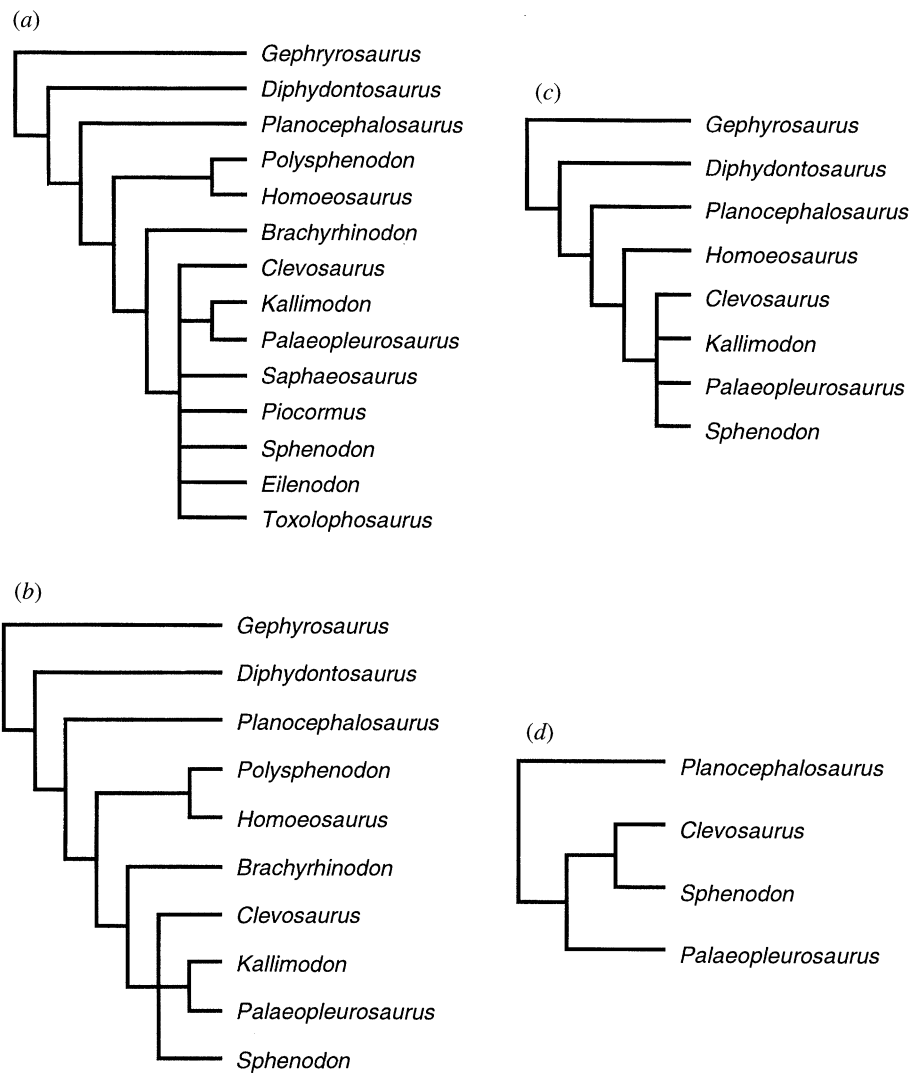 (a)
Gephryrosaurus
Diphydontosaurus
Planocephalosaurus
Polysphenodon
Homoeosaurus
Brachyrhinodon
Clevosaurus
Kallimodon
Palaeopleurosaurus
Saphaeosaurus
Piocormus
Sphenodon
Eilenodon
Toxolophosaurus
(b)
Gephyrosaurus
Diphydontosaurus
Planocephalosaurus
Polysphenodon
Homoeosaurus
Brachyrhinodon
Clevosaurus
Kallimodon
Palaeopleurosaurus
Sphenodon
(c)
Gephyrosaurus
Diphydontosaurus
Planocephalosaurus
Homoeosaurus
Clevosaurus
Kallimodon
Palaeopleurosaurus
Sphenodon
(d)
Planocephalosaurus
Clevosaurus
Sphenodon
Palaeopleurosaurus